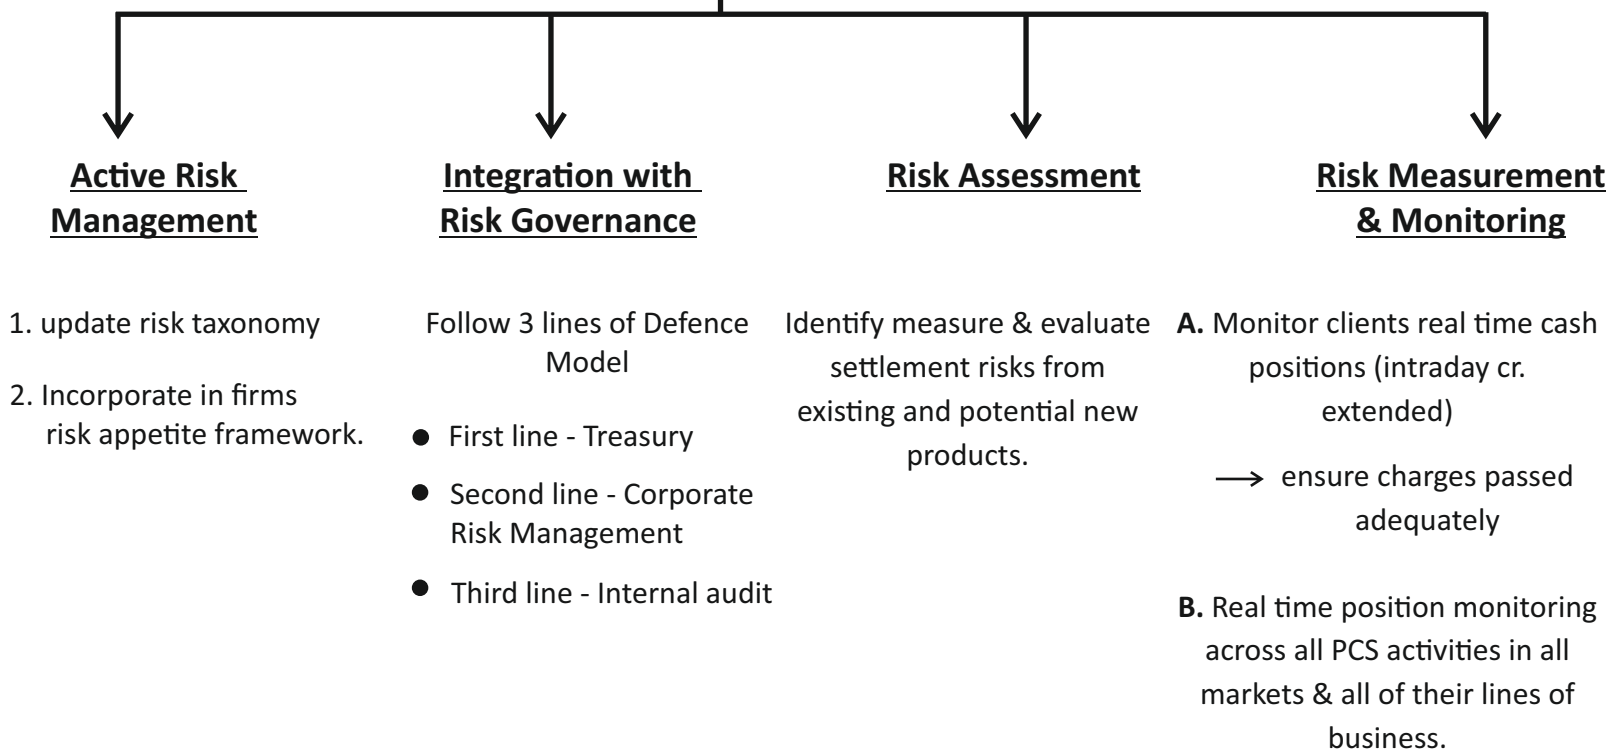 Active Risk
Management
1. update risk taxonomy
2. Incorporate in firms
risk appetite framework.
Integration with
Risk Governance
Follow 3 lines of Defence
Model
● First line - Treasury
● Second line - Corporate
Risk Management
● Third line - Internal audit
Risk Assessment
Identify measure & evaluate
settlement risks from
existing and potential new
products.
Risk Measurement
& Monitoring
A. Monitor clients real time cash
positions (intraday cr.
extended)
→ ensure charges passed
adequately
B. Real time position monitoring
across all PCS activities in all
markets & all of their lines of
business.